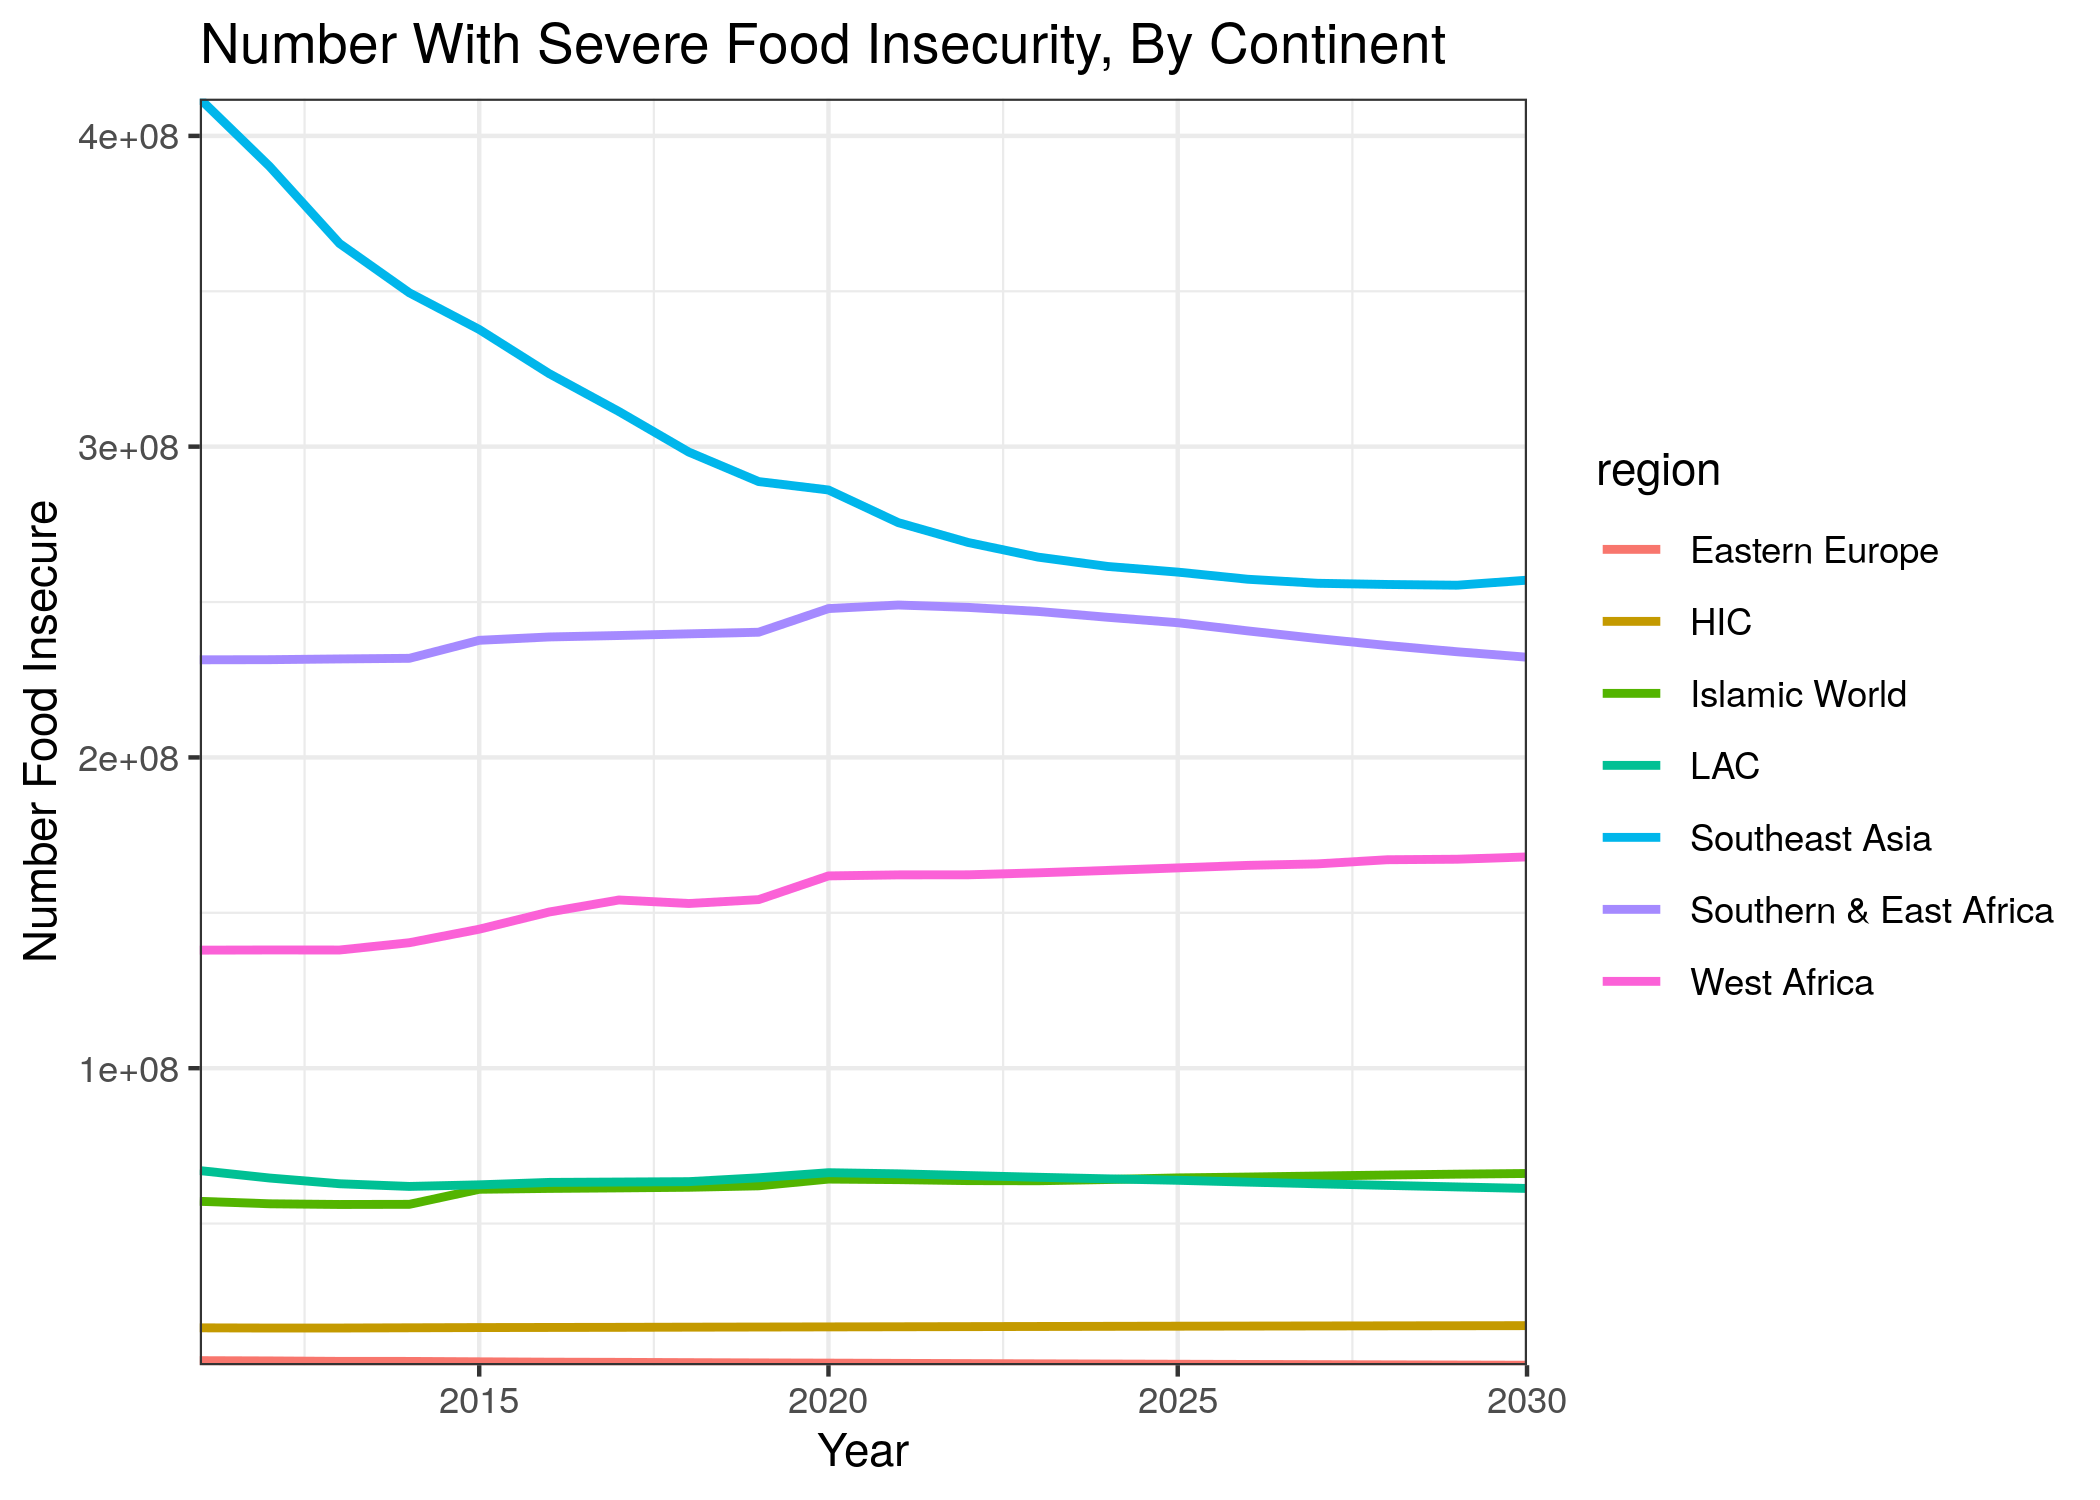 Number With Severe Food Insecurity, By Continent
Number Food Insecure
4e+08
3e+08
2e+08
1e+08
2015
2020
2025
2030
Year
region
Eastern Europe
HIC
Islamic World
LAC
Southeast Asia
Southern & East Africa
West Africa